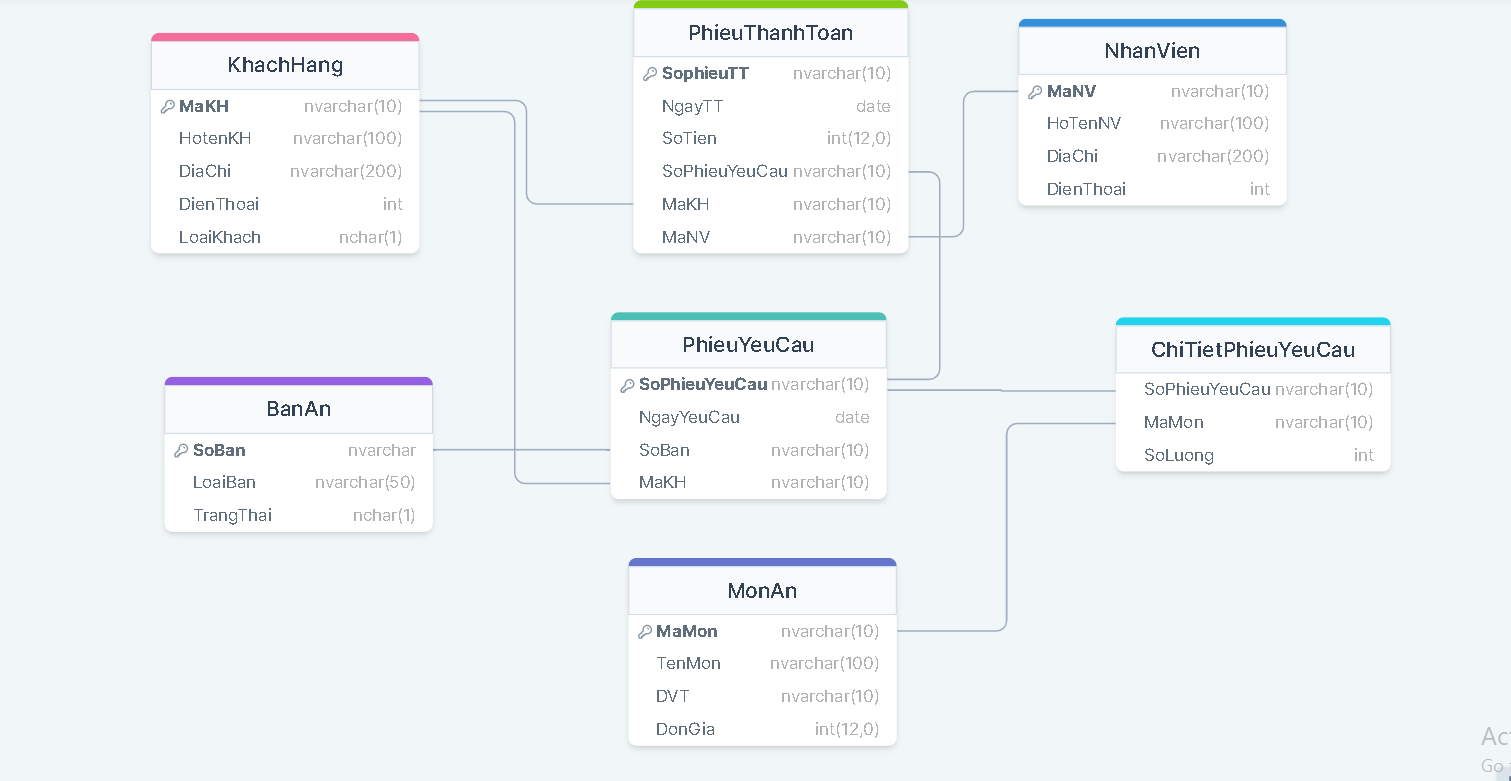 KhachHang
MaKH nvarchar(10)
HotenKH nvarchar(100)
DiaChi nvarchar(200)
DienThoai int
LoaiKhach nchar(1)
PhieuThanhToan
SophieuTT nvarchar(10)
NgayTT date
SoTien int(12,0)
SoPhieuYeuCau nvarchar(10)
MaKH nvarchar(10)
MaNV nvarchar(10)
NhanVien
MaNV nvarchar(10)
HoTenNV nvarchar(100)
DiaChi nvarchar(200)
DienThoai int
BanAn
SoBan nvarchar
LoaiBan nvarchar(50)
TrangThai nchar(1)
PhieuYeuCau
SoPhieuYeuCau nvarchar(10)
NgayYeuCau date
SoBan nvarchar(10)
MaKH nvarchar(10)
ChiTietPhieuYeuCau
SoPhieuYeuCau nvarchar(10)
MaMon nvarchar(10)
SoLuong int
MonAn
MaMon nvarchar(10)
TenMon nvarchar(100)
DVT nvarchar(10)
DonGia int(12,0)
Go